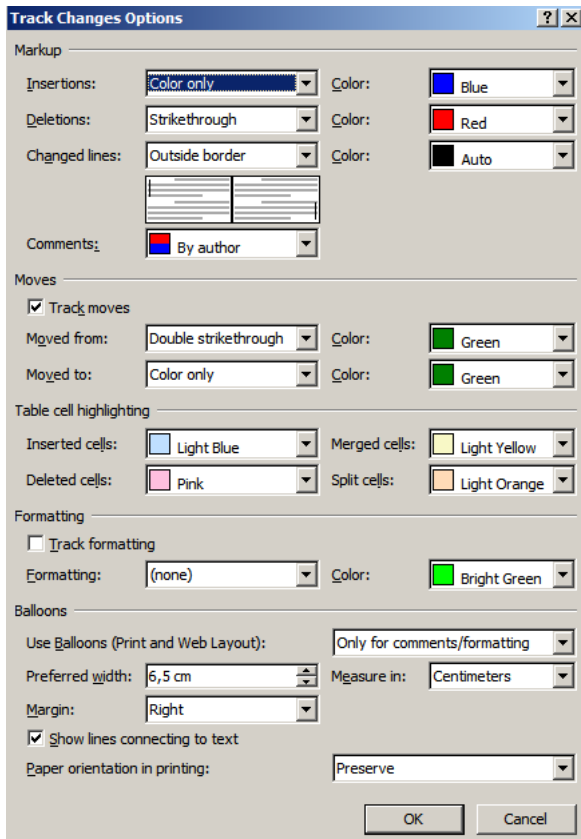 Track Changes Options
Markup
Insertions: Color only Color: Blue
Deletions: Strikethrough Color: Red
Changed lines: Outside border Color: Auto
Comments: By author
Moves
Track moves
Moved from: Double strikethrough Color: Green
Moved to: Color only Color: Green
Table cell highlighting
Inserted cells: Light Blue Merged cells: Light Yellow
Deleted cells: Pink Split cells: Light Orange
Formatting
Track formatting
Formatting: (none) Color: Bright Green
Balloons
Use Balloons (Print and Web Layout): Only for comments/formatting
Preferred width: 6,5 cm Measure in: Centimeters
Margin: Right
Show lines connecting to text
Paper orientation in printing: Preserve
OK Cancel